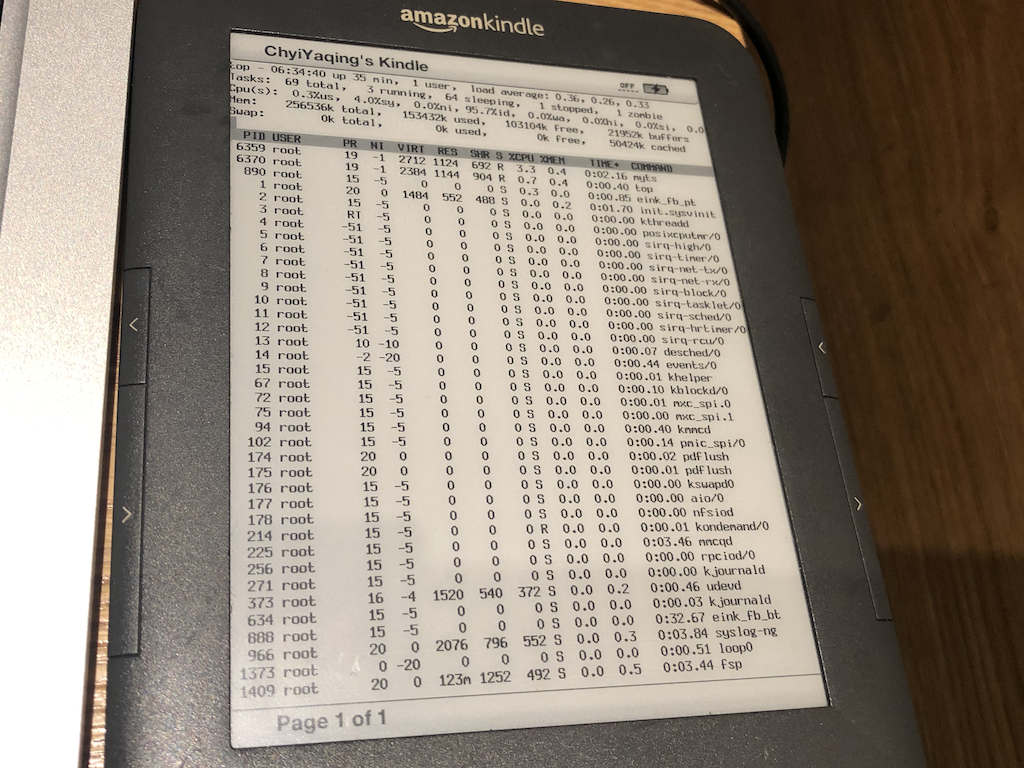 amazonkindle
ChyiYaqing's Kindle
OFF
top - 06:34:40 up 35 min, 1 user, load average: 0.36, 0.26, 0.33
Tasks: 69 total, 3 running, 64 sleeping, 1 stopped, 1 zombie
Cpu(s): 0.3%us, 4.0%sy, 0.0%ni, 95.7%id, 0.0%wa, 0.0%hi, 0.0%si, 0.0
Mem: 256536k total, 153432k used, 103104k free, 21952k buffers
Swap: 0k total, 0k used, 0k free, 50424k cached
PID USER PR NI VIRT RES SHR S %CPU %MEM TIME+ COMMAND
6359 root 19 -1 2712 1124 692 R 3.3 0.4 0:02.16 myts
6370 root 19 -1 2384 1144 904 R 0.7 0.4 0:00.40 top
890 root 15 -5 0 0 0 S 0.3 0.0 0:00.85 eink_fb_pt
1 root 20 0 1484 552 488 S 0.0 0.2 0:01.70 init.sysvinit
2 root 15 -5 0 0 0 S 0.0 0.0 0:00.00 kthreadd
3 root RT -5 0 0 0 S 0.0 0.0 0:00.00 posixcputmr/0
4 root -51 -5 0 0 0 S 0.0 0.0 0:00.00 sirq-high/0
5 root -51 -5 0 0 0 S 0.0 0.0 0:00.00 sirq-timer/0
6 root -51 -5 0 0 0 S 0.0 0.0 0:00.00 sirq-net-tx/0
7 root -51 -5 0 0 0 S 0.0 0.0 0:00.00 sirq-net-rx/0
8 root -51 -5 0 0 0 S 0.0 0.0 0:00.00 sirq-block/0
9 root -51 -5 0 0 0 S 0.0 0.0 0:00.00 sirq-tasklet/0
10 root -51 -5 0 0 0 S 0.0 0.0 0:00.00 sirq-sched/0
11 root -51 -5 0 0 0 S 0.0 0.0 0:00.00 sirq-hrtimer/0
12 root -51 -5 0 0 0 S 0.0 0.0 0:00.00 sirq-rcu/0
13 root 10 -10 0 0 0 S 0.0 0.0 0:00.07 desched/0
14 root -2 -20 0 0 0 S 0.0 0.0 0:00.44 events/0
15 root 15 -5 0 0 0 S 0.0 0.0 0:00.01 khelper
67 root 15 -5 0 0 0 S 0.0 0.0 0:00.10 kblockd/0
72 root 15 -5 0 0 0 S 0.0 0.0 0:00.01 mxc_spi.0
75 root 15 -5 0 0 0 S 0.0 0.0 0:00.00 mxc_spi.1
94 root 15 -5 0 0 0 S 0.0 0.0 0:00.40 kmmcd
102 root 15 -5 0 0 0 S 0.0 0.0 0:00.14 pmic_spi/0
174 root 20 0 0 0 0 S 0.0 0.0 0:00.02 pdflush
175 root 20 0 0 0 0 S 0.0 0.0 0:00.01 pdflush
176 root 15 -5 0 0 0 S 0.0 0.0 0:00.00 kswapd0
177 root 15 -5 0 0 0 S 0.0 0.0 0:00.00 aio/0
178 root 15 -5 0 0 0 S 0.0 0.0 0:00.00 nfsiod
214 root 15 -5 0 0 0 R 0.0 0.0 0:00.01 kondemand/0
225 root 15 -5 0 0 0 S 0.0 0.0 0:03.46 mmcqd
256 root 15 -5 0 0 0 S 0.0 0.0 0:00.00 rpciod/0
271 root 15 -5 0 0 0 S 0.0 0.0 0:00.00 kjournald
373 root 16 -4 1520 540 372 S 0.0 0.2 0:00.46 udevd
634 root 15 -5 0 0 0 S 0.0 0.0 0:00.03 kjournald
888 root 15 -5 0 0 0 S 0.0 0.0 0:32.67 eink_fb_bt
966 root 20 0 2076 796 552 S 0.0 0.3 0:03.84 syslog-ng
1373 root 0 -20 0 0 0 S 0.0 0.0 0:00.51 loop0
1409 root 20 0 123m 1252 492 S 0.0 0.5 0:03.44 fsp
Page 1 of 1